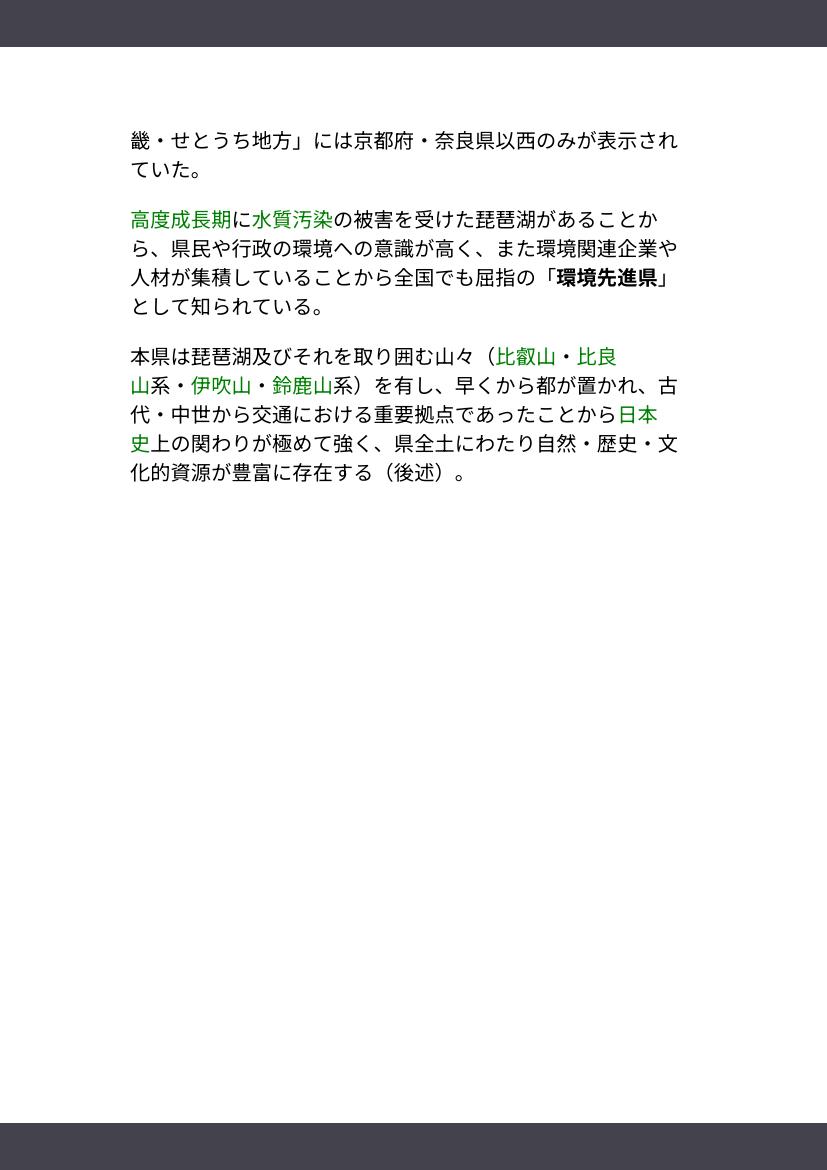 畿・せとうち地方」には京都府・奈良県以西のみが表示され
ていた。
高度成長期に水質汚染の被害を受けた琵琶湖があることか
ら、県民や行政の環境への意識が高く、また環境関連企業や
人材が集積していることから全国でも屈指の「環境先進県」
として知られている。
本県は琵琶湖及びそれを取り囲む山々（比叡山・比良
山系・伊吹山・鈴鹿山系）を有し、早くから都が置かれ、古
代・中世から交通における重要拠点であったことから日本
史上の関わりが極めて強く、県全土にわたり自然・歴史・文
化的資源が豊富に存在する（後述）。